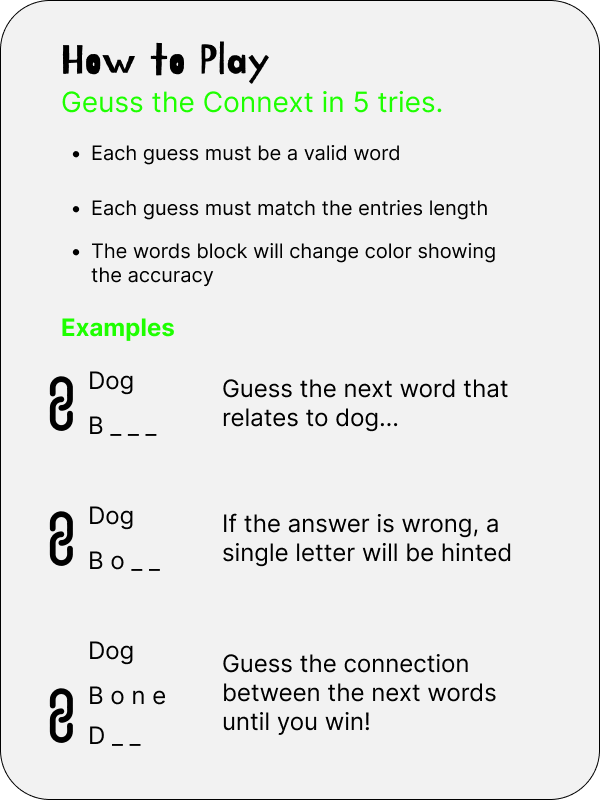 How to Play
Geuss the Connext in 5 tries.
• Each guess must be a valid word
• Each guess must match the entries length
• The words block will change color showing
the accuracy
Examples
Dog
B _ _ _
Guess the next word that
relates to dog...
Dog
B o _ _
If the answer is wrong, a
single letter will be hinted
Dog
B o n e
D _ _
Guess the connection
between the next words
until you win!